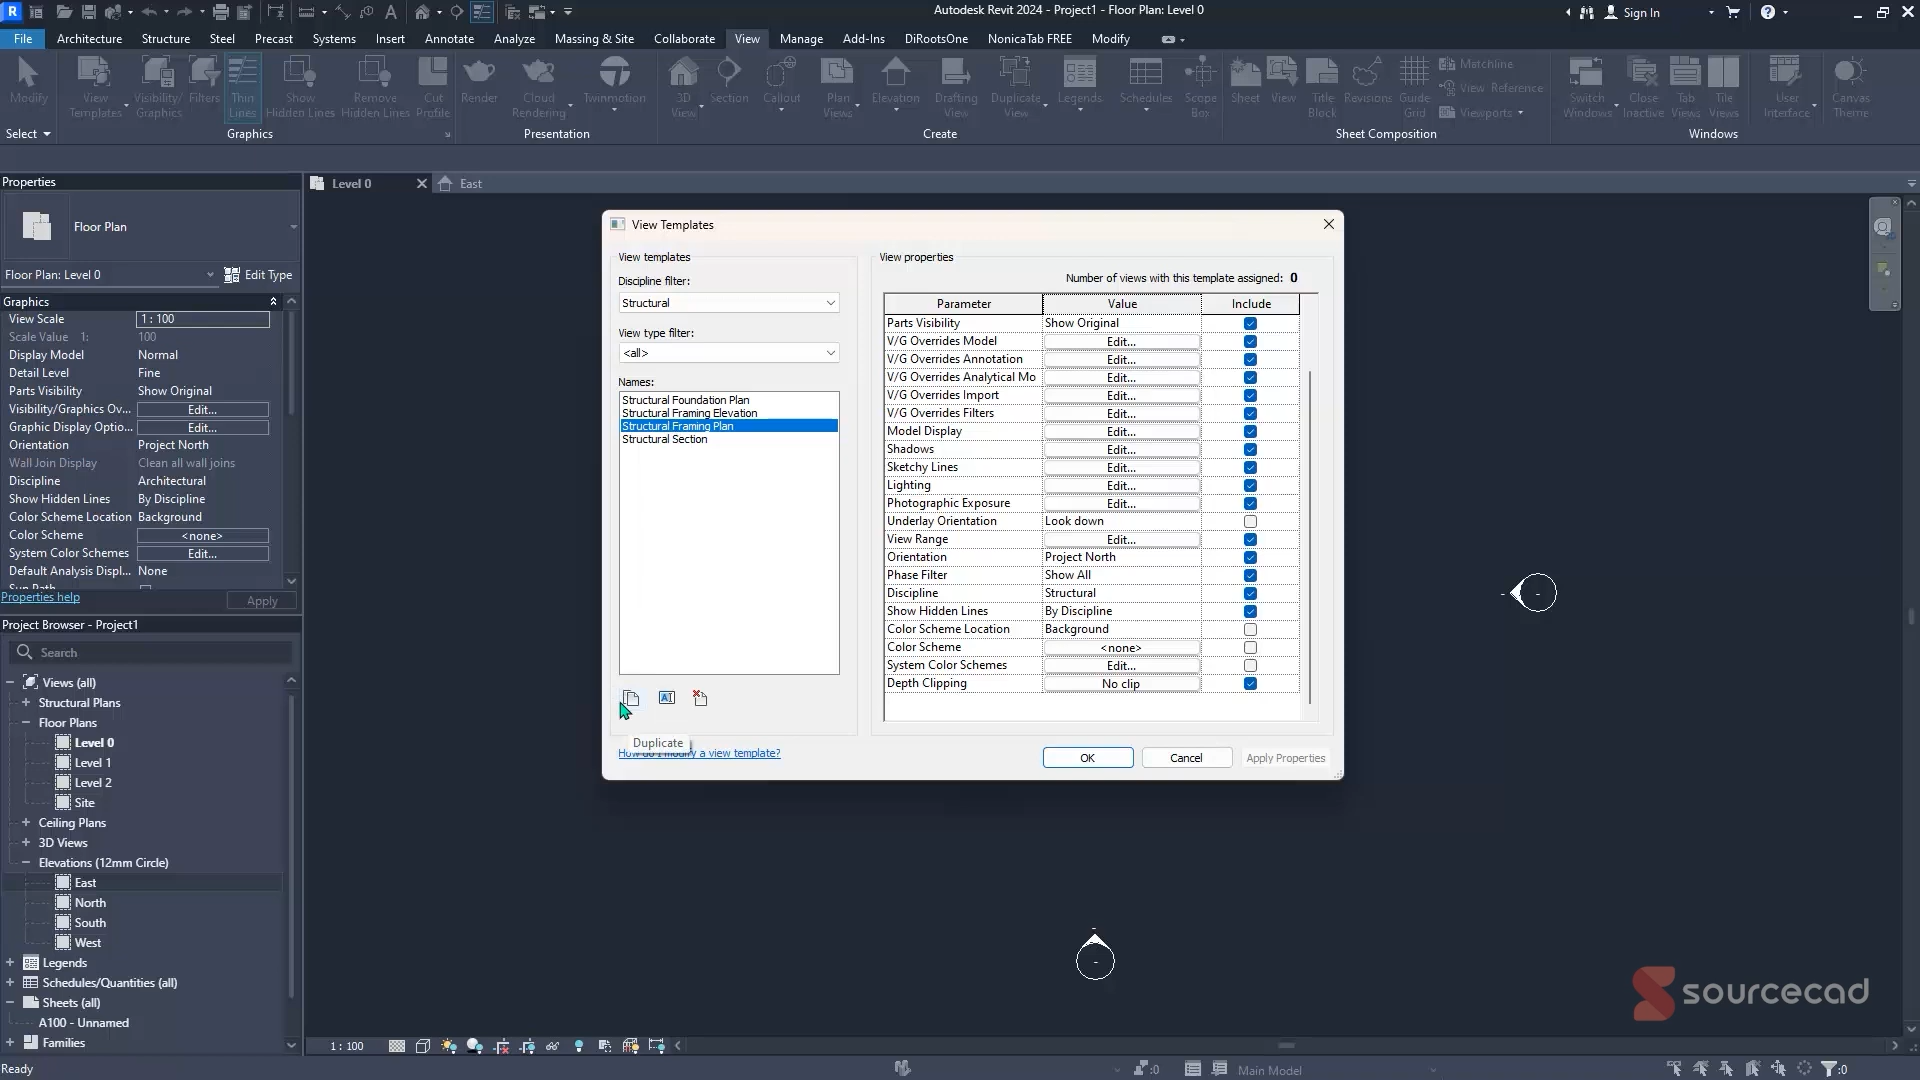 Autodesk Revit 2024 - Project1 - Floor Plan: Level 0
Sign In
File Architecture Structure Steel Precast Systems Insert Annotate Analyze Massing & Site Collaborate View Manage Add-Ins DiRootsOne NonicaTab FREE Modify
Modify
View Templates
Visibility/ Graphics
Filters
Thin Lines
Show Hidden Lines
Remove Hidden Lines
Cut Profile
Render
Cloud Rendering
Twinmotion
3D View
Section
Callout
Plan Views
Elevation
Drafting View
Duplicate View
Legends
Schedules
Scope Box
Sheet
View
Title Block
Revisions
Guide Grid
Matchline
View Reference
Viewports
Switch Windows
Close Inactive
Tab Views
Tile Views
User Interface
Canvas Theme
Select
Graphics
Presentation
Create
Sheet Composition
Windows
Properties
Floor Plan
Floor Plan: Level 0
Edit Type
Graphics
View Scale 1 : 100
Scale Value 1: 100
Display Model Normal
Detail Level Fine
Parts Visibility Show Original
Visibility/Graphics Ov... Edit...
Graphic Display Optio... Edit...
Orientation Project North
Wall Join Display Clean all wall joins
Discipline Architectural
Show Hidden Lines By Discipline
Color Scheme Location Background
Color Scheme <none>
System Color Schemes Edit...
Default Analysis Displ... None
Sun Path
Properties help
Apply
Project Browser - Project1
Search
Views (all)
Structural Plans
Floor Plans
Level 0
Level 1
Level 2
Site
Ceiling Plans
3D Views
Elevations (12mm Circle)
East
North
South
West
Legends
Schedules/Quantities (all)
Sheets (all)
A100 - Unnamed
Families
Level 0
East
View Templates
View templates
Discipline filter:
Structural
View type filter:
<all>
Names:
Structural Foundation Plan
Structural Framing Elevation
Structural Framing Plan
Structural Section
Duplicate
How do I modify a view template?
View properties
Number of views with this template assigned: 0
Parameter Value Include
Parts Visibility Show Original
V/G Overrides Model Edit...
V/G Overrides Annotation Edit...
V/G Overrides Analytical Mo Edit...
V/G Overrides Import Edit...
V/G Overrides Filters Edit...
Model Display Edit...
Shadows Edit...
Sketchy Lines Edit...
Lighting Edit...
Photographic Exposure Edit...
Underlay Orientation Look down
View Range Edit...
Orientation Project North
Phase Filter Show All
Discipline Structural
Show Hidden Lines By Discipline
Color Scheme Location Background
Color Scheme <none>
System Color Schemes Edit...
Depth Clipping No clip
OK
Cancel
Apply Properties
sourcecad
1 : 100
Ready
:0
Main Model
:0